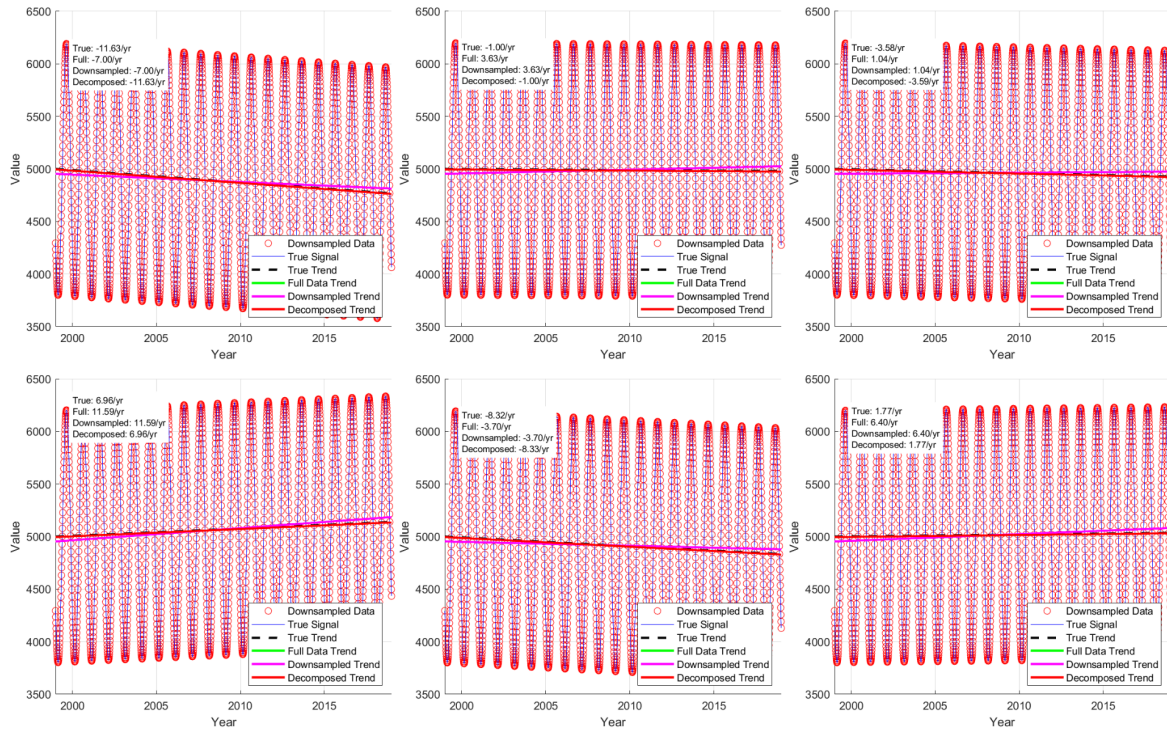 6500
6000
5500
5000
4500
4000
3500
Value
True: -11.63/yr
Full: -7.00/yr
Downsampled: -7.00/yr
Decomposed: -11.63/yr
Downsampled Data
True Signal
True Trend
Full Data Trend
Downsampled Trend
Decomposed Trend
2000 2005 2010 2015
Year
6500
6000
5500
5000
4500
4000
3500
Value
True: -1.00/yr
Full: 3.63/yr
Downsampled: 3.63/yr
Decomposed: -1.00/yr
Downsampled Data
True Signal
True Trend
Full Data Trend
Downsampled Trend
Decomposed Trend
2000 2005 2010 2015
Year
6500
6000
5500
5000
4500
4000
3500
Value
True: -3.58/yr
Full: 1.04/yr
Downsampled: 1.04/yr
Decomposed: -3.59/yr
Downsampled Data
True Signal
True Trend
Full Data Trend
Downsampled Trend
Decomposed Trend
2000 2005 2010 2015
Year
6500
6000
5500
5000
4500
4000
3500
Value
True: 6.96/yr
Full: 11.59/yr
Downsampled: 11.59/yr
Decomposed: 6.96/yr
Downsampled Data
True Signal
True Trend
Full Data Trend
Downsampled Trend
Decomposed Trend
2000 2005 2010 2015
Year
6500
6000
5500
5000
4500
4000
3500
Value
True: -8.32/yr
Full: -3.70/yr
Downsampled: -3.70/yr
Decomposed: -8.33/yr
Downsampled Data
True Signal
True Trend
Full Data Trend
Downsampled Trend
Decomposed Trend
2000 2005 2010 2015
Year
6500
6000
5500
5000
4500
4000
3500
Value
True: 1.77/yr
Full: 6.40/yr
Downsampled: 6.40/yr
Decomposed: 1.77/yr
Downsampled Data
True Signal
True Trend
Full Data Trend
Downsampled Trend
Decomposed Trend
2000 2005 2010 2015
Year